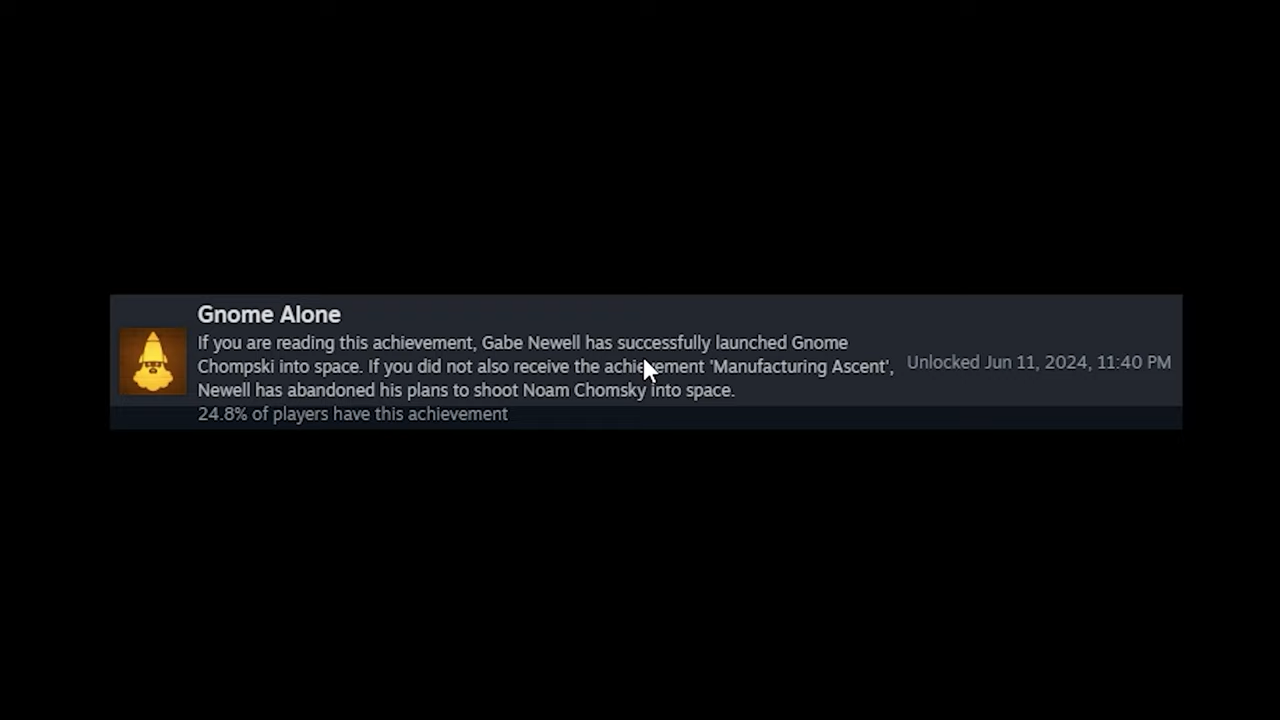 Gnome Alone
If you are reading this achievement, Gabe Newell has successfully launched Gnome
Chompski into space. If you did not also receive the achievement 'Manufacturing Ascent',
Newell has abandoned his plans to shoot Noam Chomsky into space.
Unlocked Jun 11, 2024, 11:40 PM
24.8% of players have this achievement